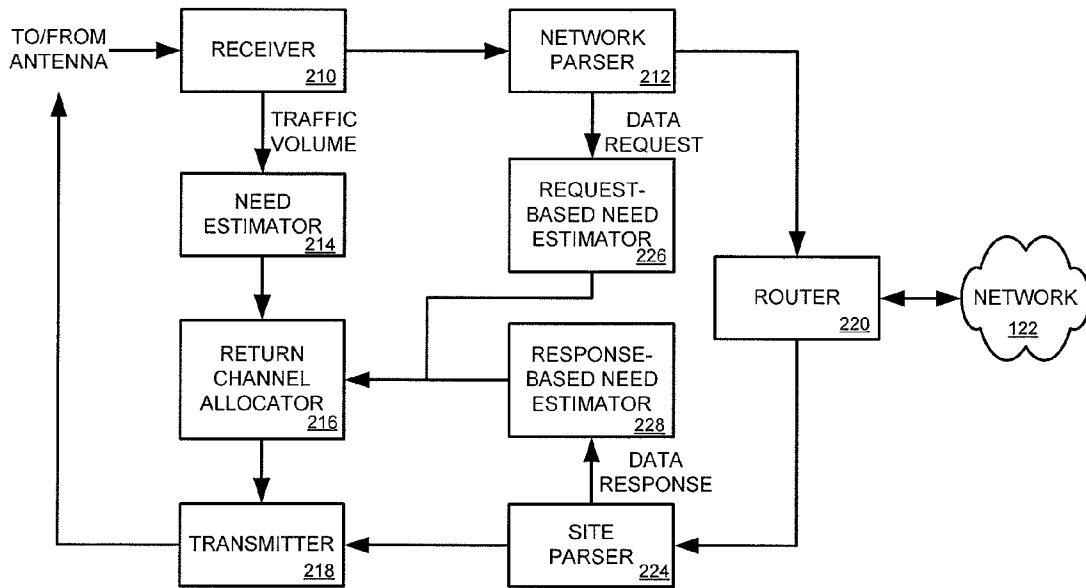 TO/FROM
ANTENNA
RECEIVER
210
NETWORK
PARSER
212
TRAFFIC
VOLUME
DATA
REQUEST
NEED
ESTIMATOR
214
REQUEST-
BASED NEED
ESTIMATOR
226
ROUTER
220
NETWORK
122
RETURN
CHANNEL
ALLOCATOR
216
RESPONSE-
BASED NEED
ESTIMATOR
228
DATA
RESPONSE
TRANSMITTER
218
SITE
PARSER
224